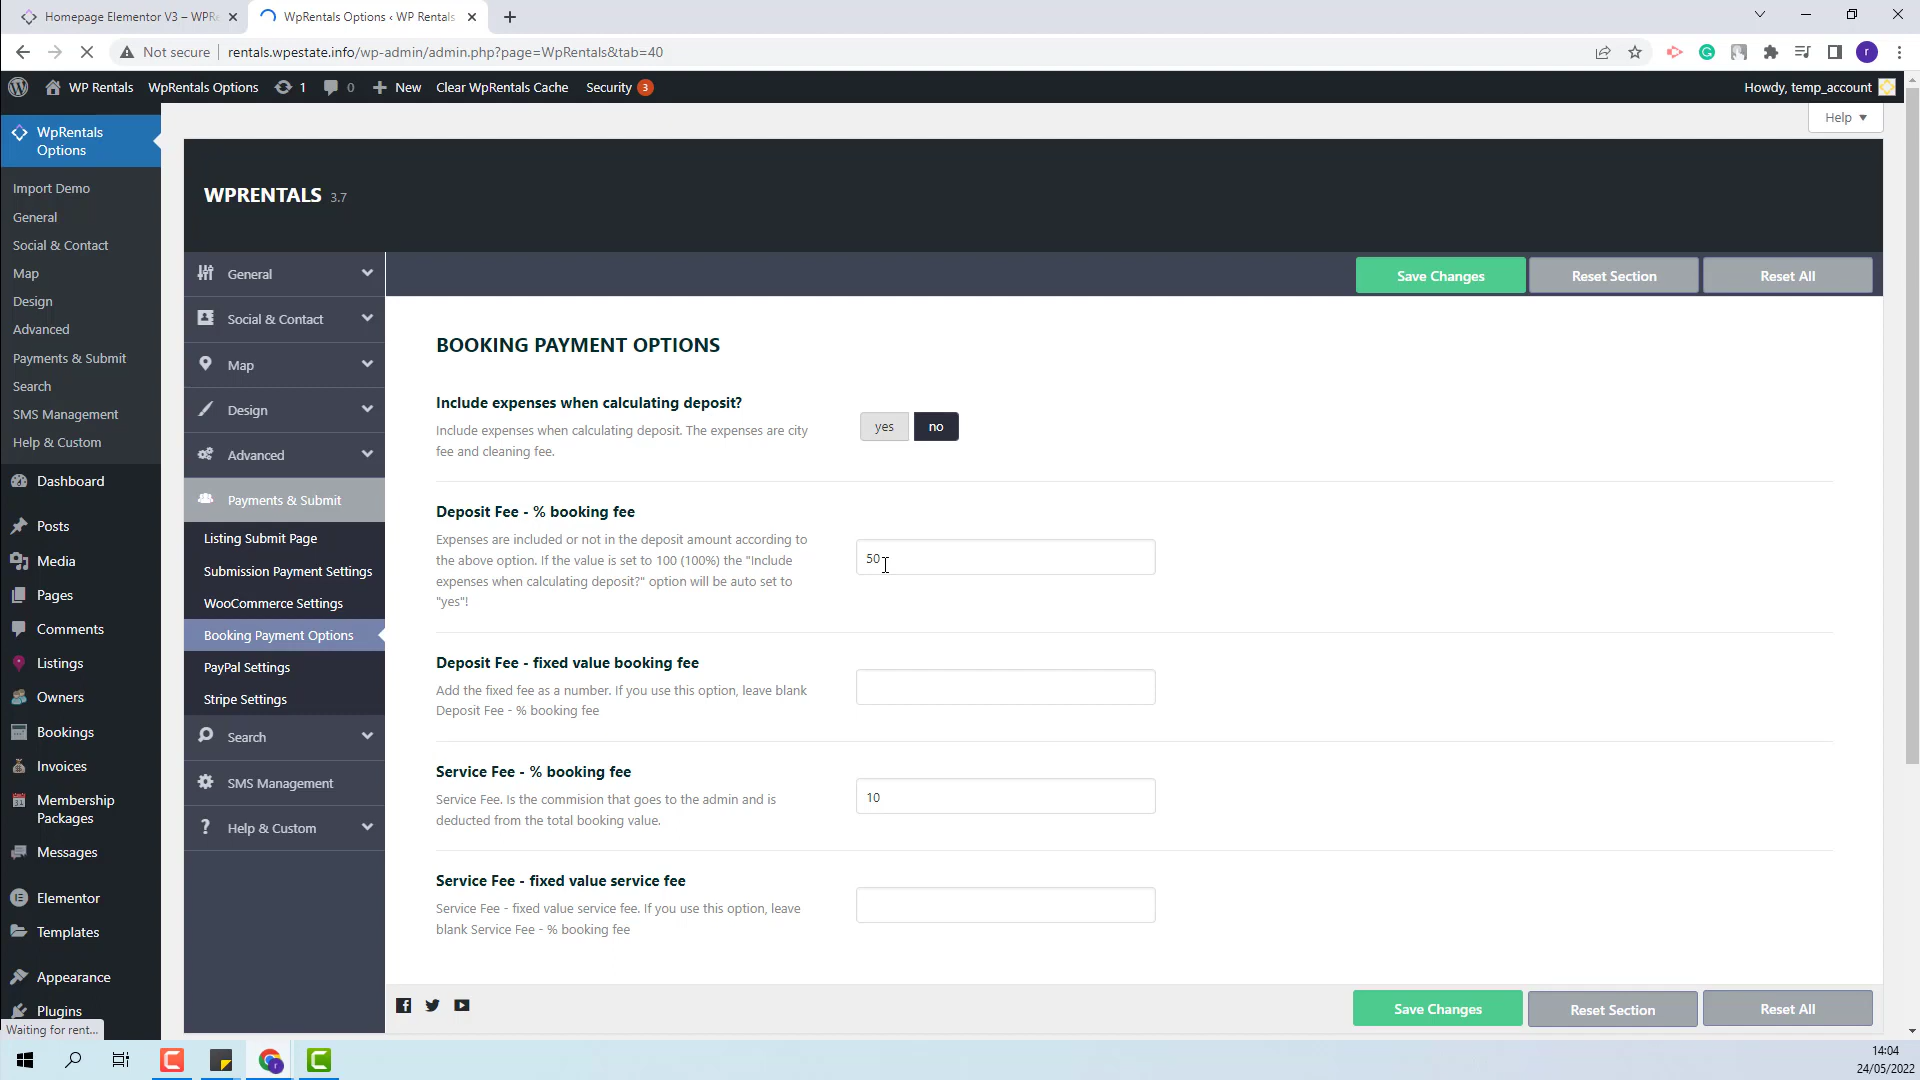 Homepage Elementor V3 – WPRe
WpRentals Options ‹ WP Rentals
Not secure
rentals.wpestate.info/wp-admin/admin.php?page=WpRentals&tab=40
r
WP Rentals
WpRentals Options
1
0
New
Clear WpRentals Cache
Security 3
Howdy, temp_account
Help
WpRentals
Options
Import Demo
General
Social & Contact
Map
Design
Advanced
Payments & Submit
Search
SMS Management
Help & Custom
Dashboard
Posts
Media
Pages
Comments
Listings
Owners
Bookings
Invoices
Membership
Packages
Messages
Elementor
Templates
Appearance
Plugins
Waiting for rent...
WPRENTALS 3.7
General
Social & Contact
Map
Design
Advanced
Payments & Submit
Listing Submit Page
Submission Payment Settings
WooCommerce Settings
Booking Payment Options
PayPal Settings
Stripe Settings
Search
SMS Management
Help & Custom
Save Changes
Reset Section
Reset All
BOOKING PAYMENT OPTIONS
Include expenses when calculating deposit?
Include expenses when calculating deposit. The expenses are city
fee and cleaning fee.
yes
no
Deposit Fee - % booking fee
Expenses are included or not in the deposit amount according to
the above option. If the value is set to 100 (100%) the "Include
expenses when calculating deposit?" option will be auto set to
"yes"!
50
Deposit Fee - fixed value booking fee
Add the fixed fee as a number. If you use this option, leave blank
Deposit Fee - % booking fee
Service Fee - % booking fee
Service Fee. Is the commision that goes to the admin and is
deducted from the total booking value.
10
Service Fee - fixed value service fee
Service Fee - fixed value service fee. If you use this option, leave
blank Service Fee - % booking fee
Save Changes
Reset Section
Reset All
14:04
24/05/2022